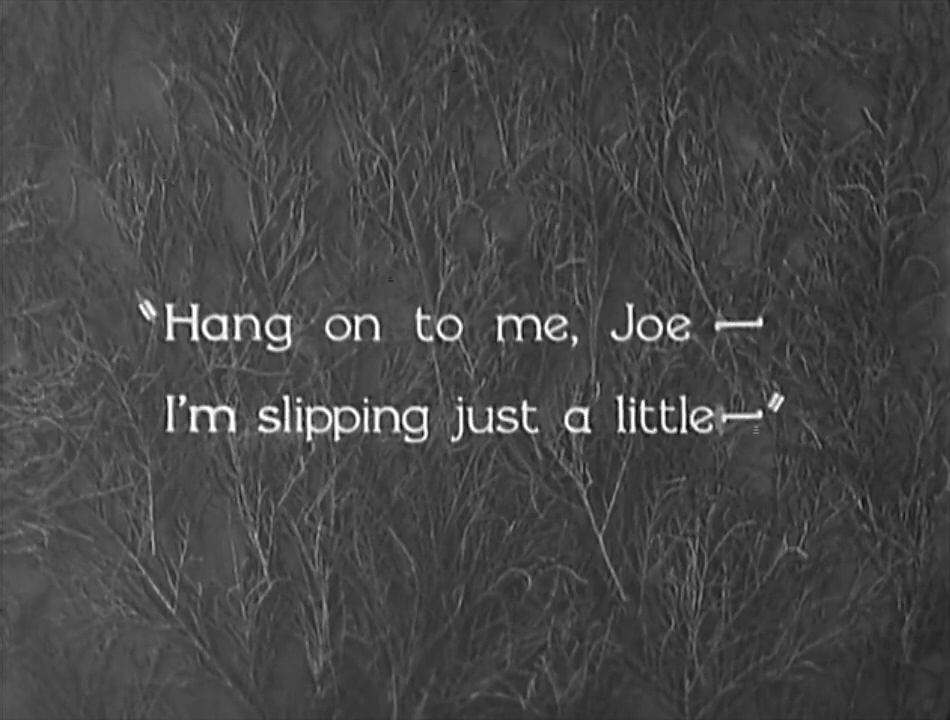 "Hang on to me, Joe —
I'm slipping just a little—"